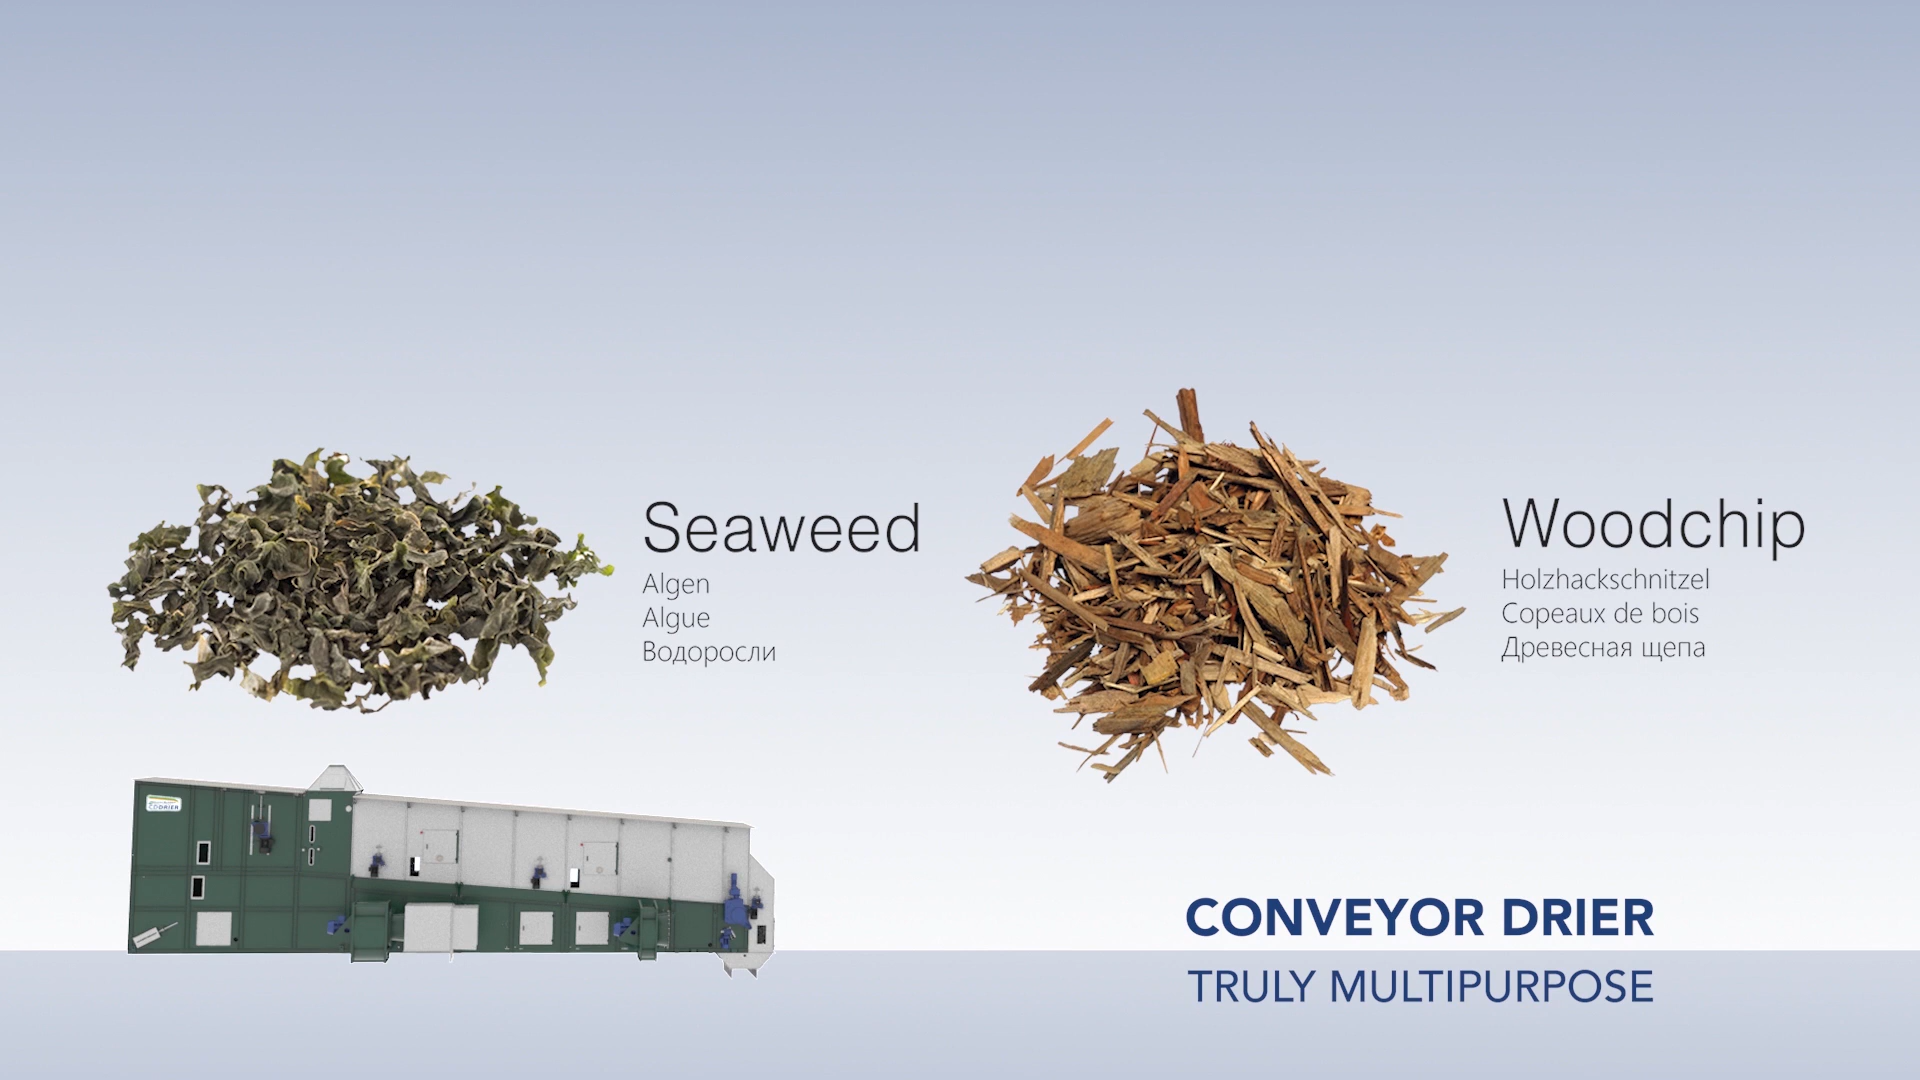 Seaweed
Algen
Algue
Водоросли
Woodchip
Holzhackschnitzel
Copeaux de bois
Древесная щепа
CONVEYOR DRIER
TRULY MULTIPURPOSE